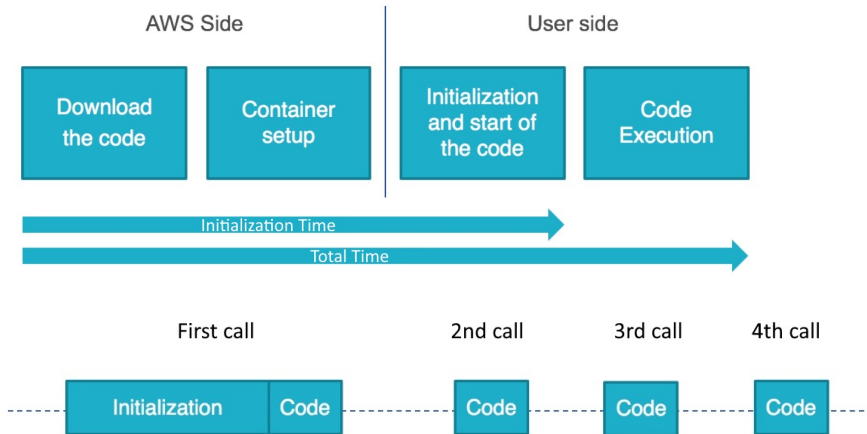 AWS Side
User side
Download
the code
Container
setup
Initialization
and start of
the code
Code
Execution
Initialization Time
Total Time
First call
2nd call
3rd call
4th call
Initialization
Code
Code
Code
Code